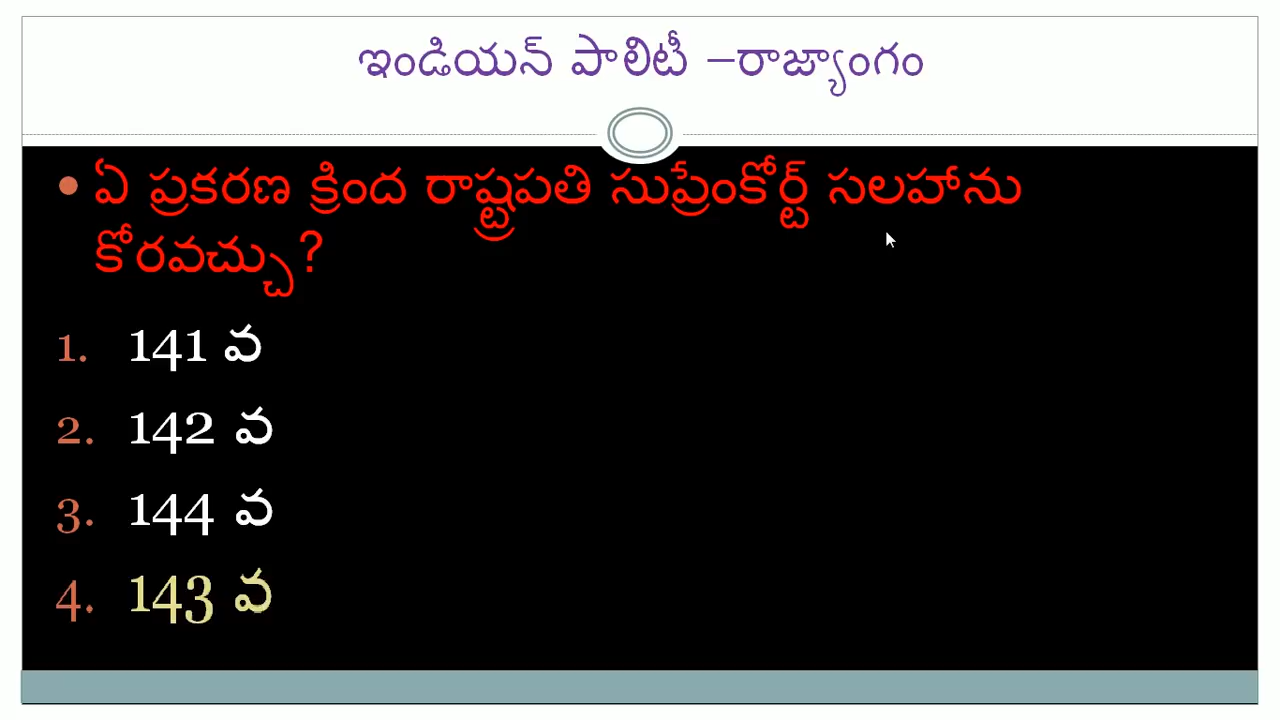 ఇండియన్ పాలిటీ –రాజ్యాంగం
• ఏ ప్రకరణ క్రింద రాష్ట్రపతి సుప్రేంకోర్ట్ సలహాను
కోరవచ్చు?
1. 141 వ
2. 142 వ
3. 144 వ
4. 143 వ